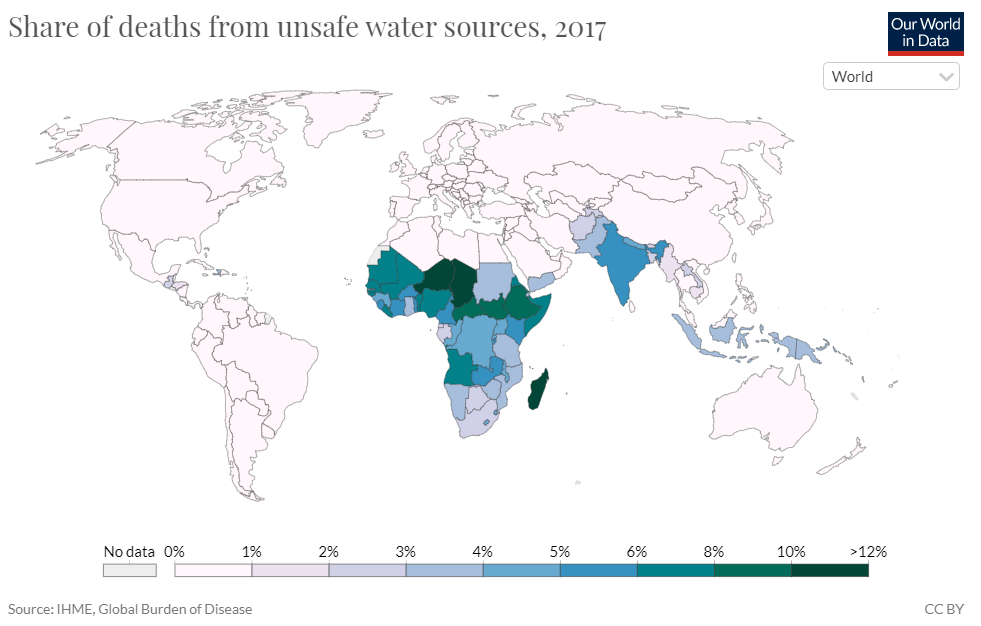 Share of deaths from unsafe water sources, 2017
Our World
in Data
World
No data 0% 1% 2% 3% 4% 5% 6% 8% 10% >12%
Source: IHME, Global Burden of Disease
CC BY